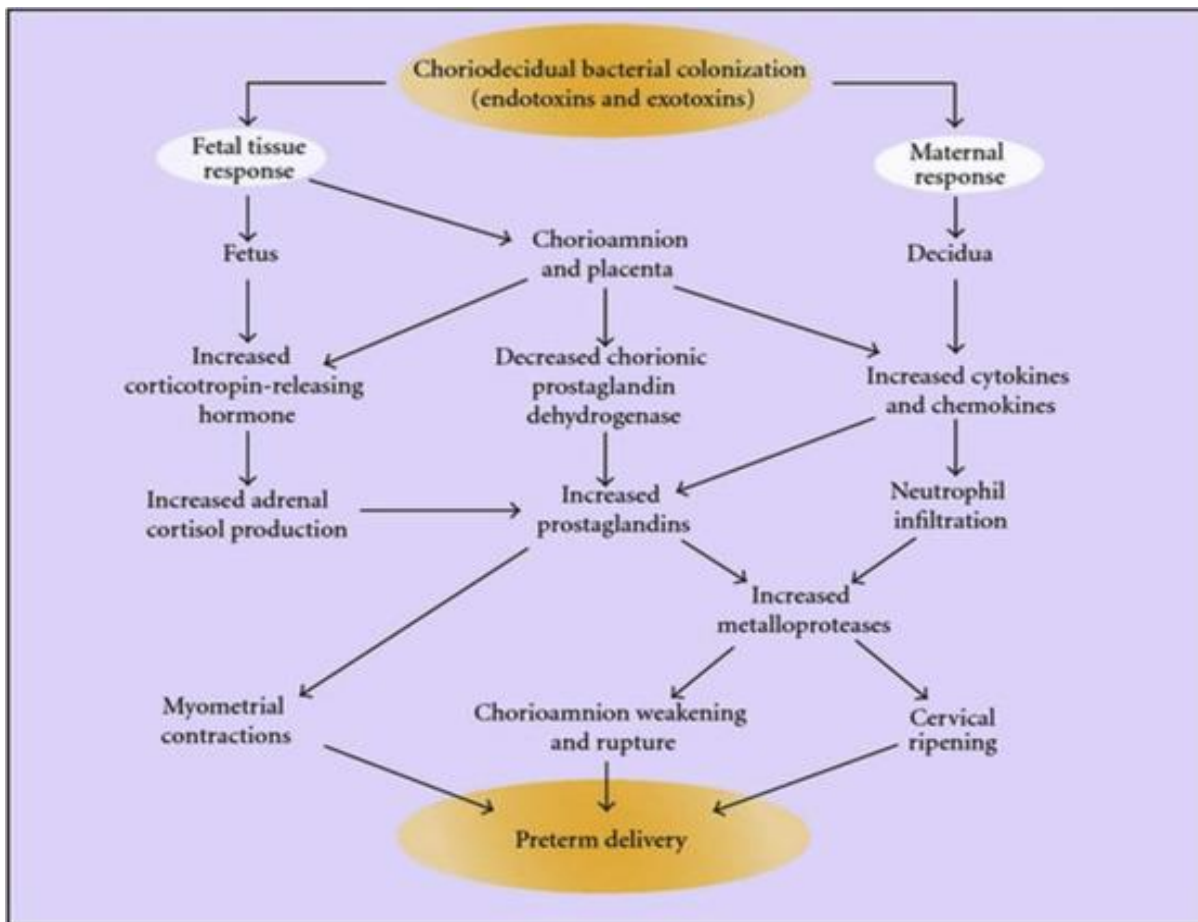 Choriodecidual bacterial colonization
(endotoxins and exotoxins)
Fetal tissue
response
Maternal
response
Fetus
Chorioamnion
and placenta
Decidua
Increased
corticotropin-releasing
hormone
Decreased chorionic
prostaglandin
dehydrogenase
Increased cytokines
and chemokines
Increased adrenal
cortisol production
Increased
prostaglandins
Neutrophil
infiltration
Increased
metalloproteases
Myometrial
contractions
Chorioamnion weakening
and rupture
Cervical
ripening
Preterm delivery